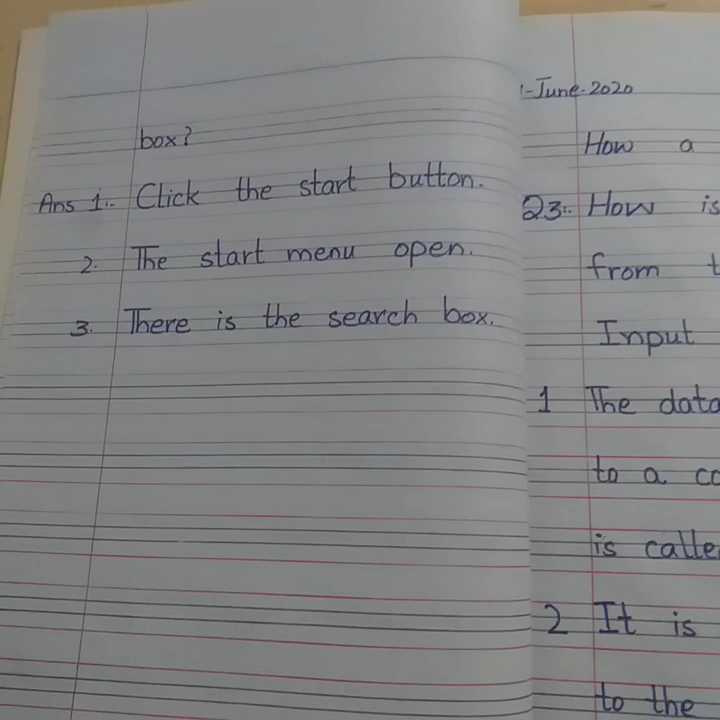 box?
Ans 1. Click the start button.
2. The start menu open.
3. There is the search box.
-June-2020
How a
Q3. How is
from
Input
1 The data
to a
is calle
2 It is
to the